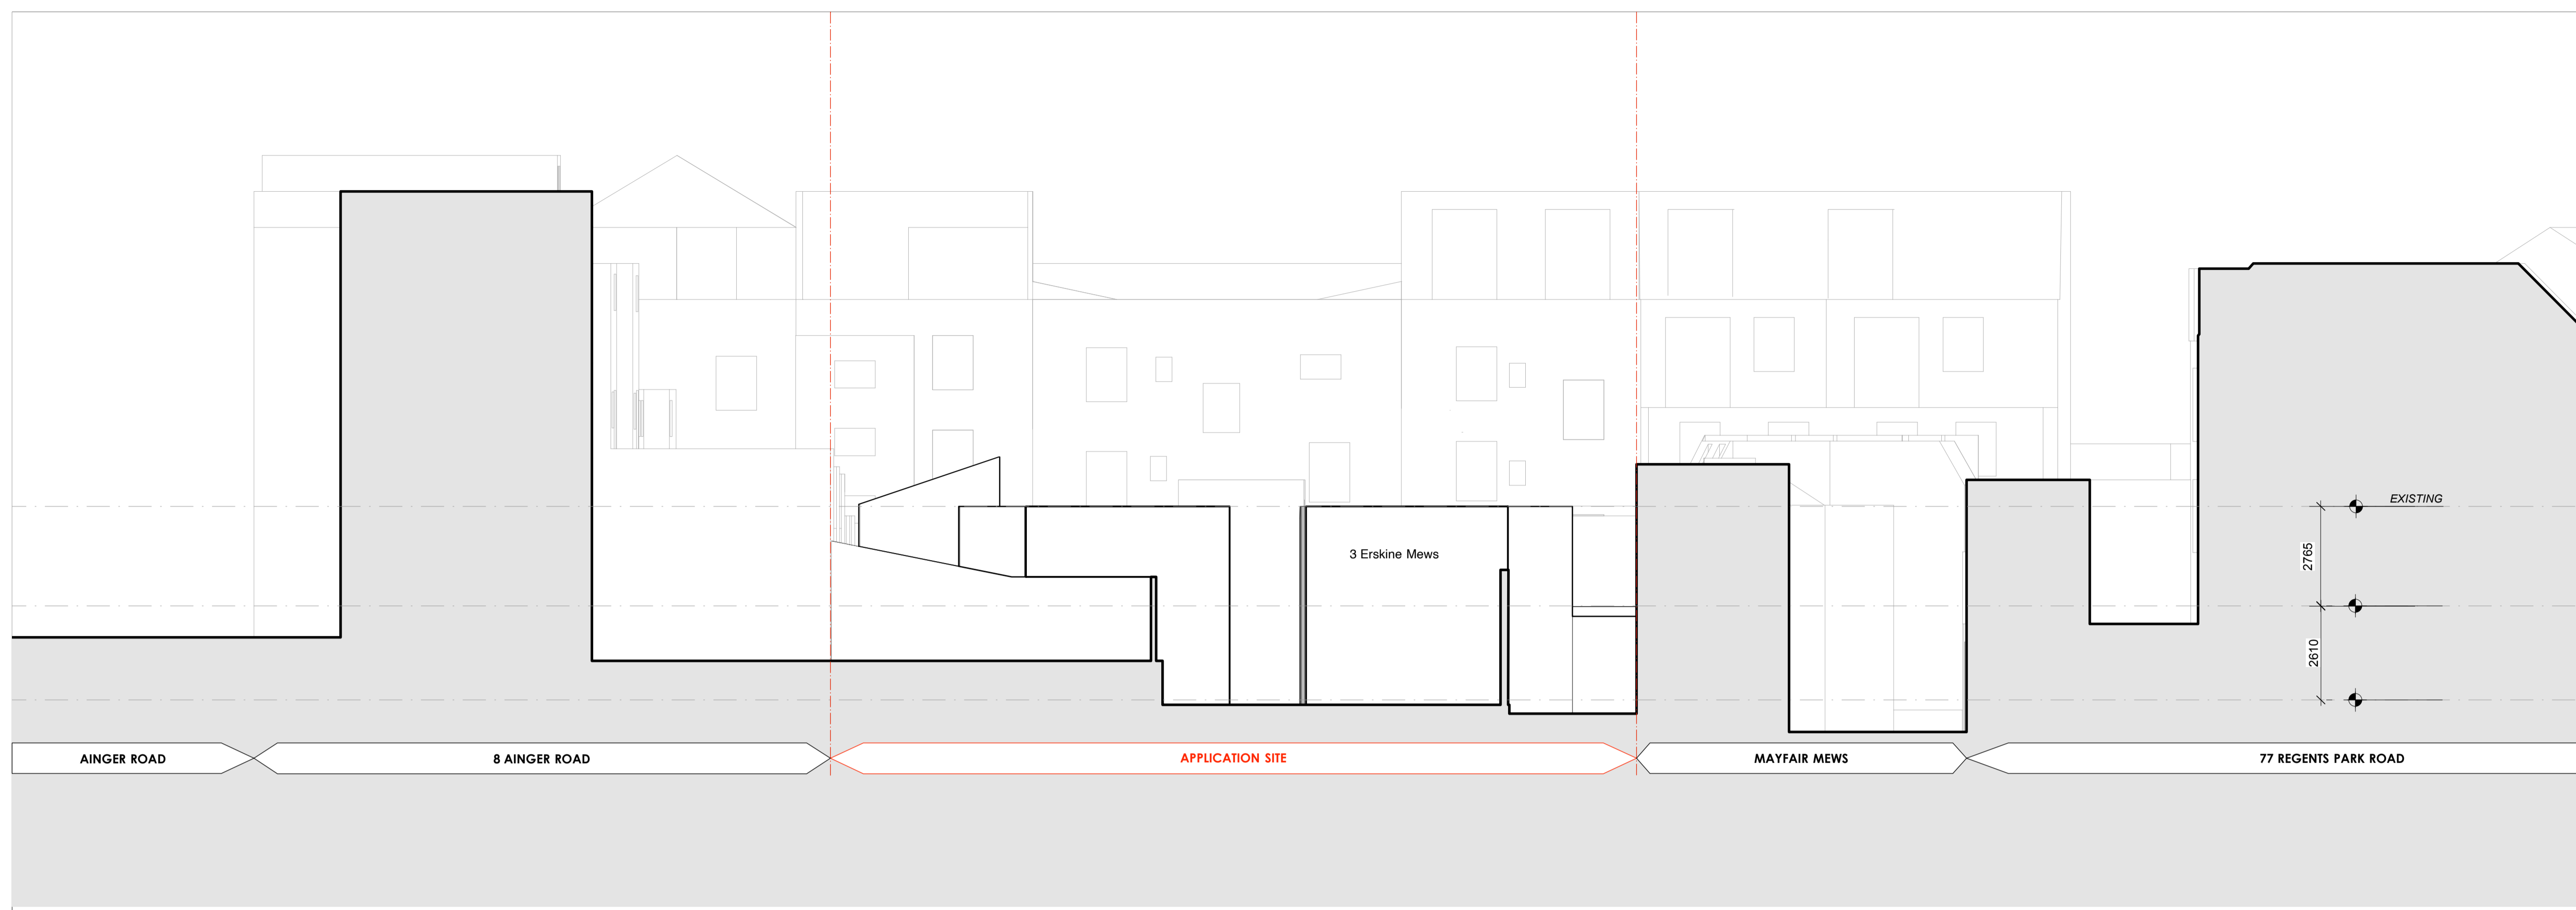 EXISTING
3 Erskine Mews
2765
2610
AINGER ROAD
8 AINGER ROAD
APPLICATION SITE
MAYFAIR MEWS
77 REGENTS PARK ROAD